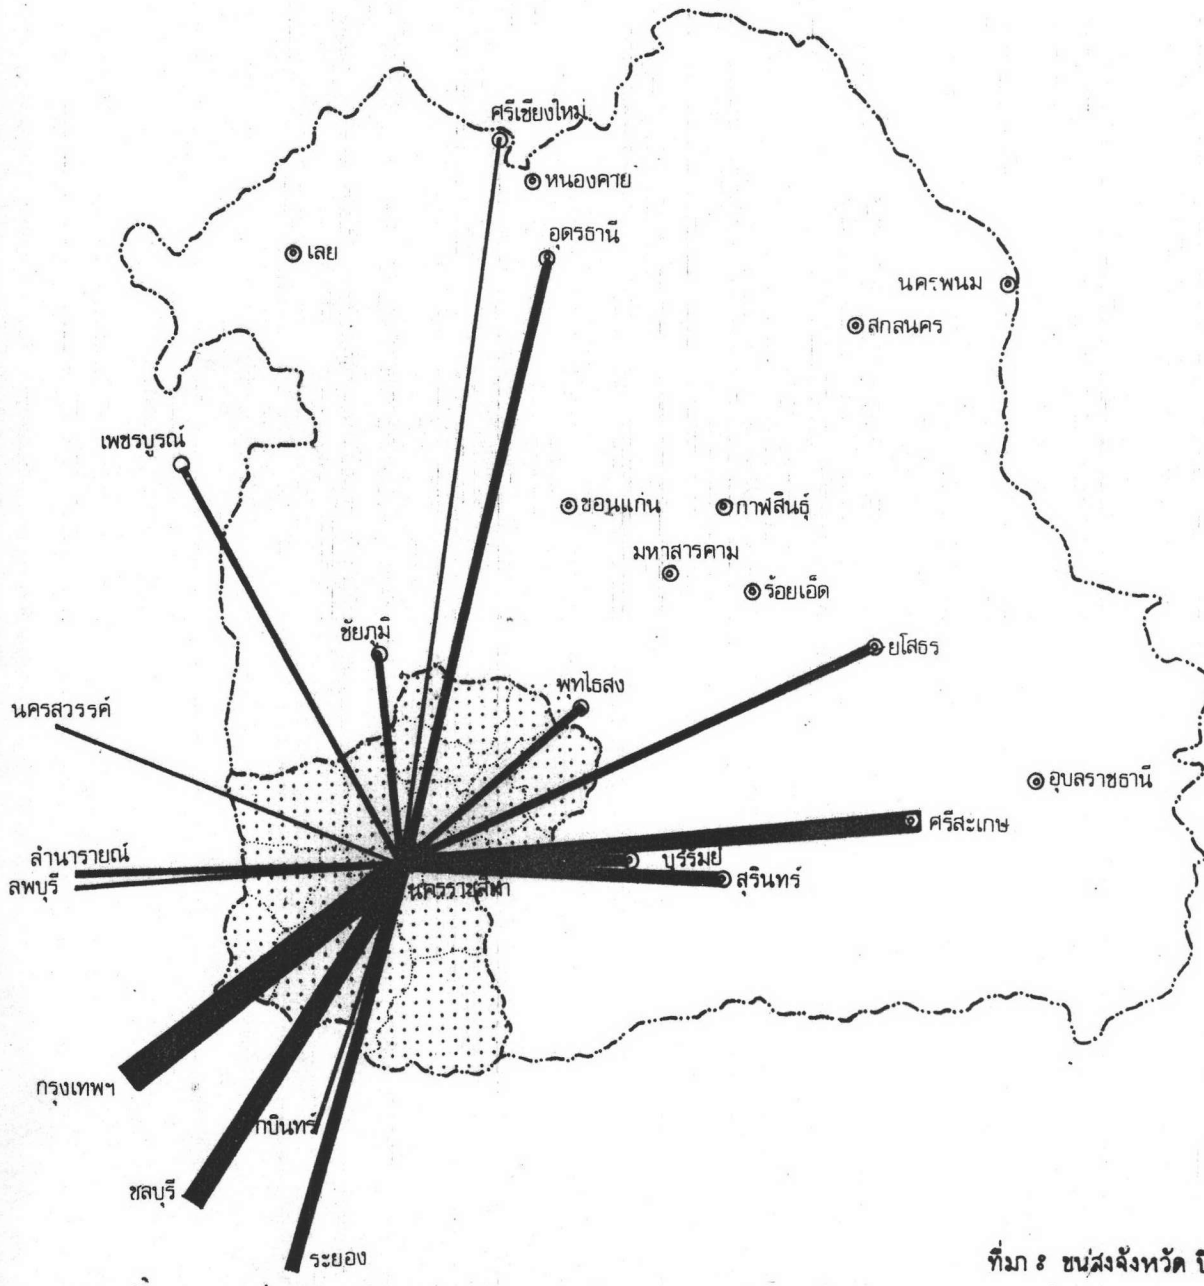 ศรีเชียงใหม่
หนองคาย
อุดรธานี
เลย
นครพนม
สกลนคร
เพชรบูรณ์
ขอนแก่น
กาฬสินธุ์
มหาสารคาม
ร้อยเอ็ด
ชัยภูมิ
ยโสธร
พุทไธสง
นครสวรรค์
อุบลราชธานี
ศรีสะเกษ
ลำนารายณ์
บุรีรัมย์
ลพบุรี
สุรินทร์
นครราชสีมา
กรุงเทพฯ
กบินทร์
ชลบุรี
ระยอง
ที่มา : ขนส่งจังหวัด